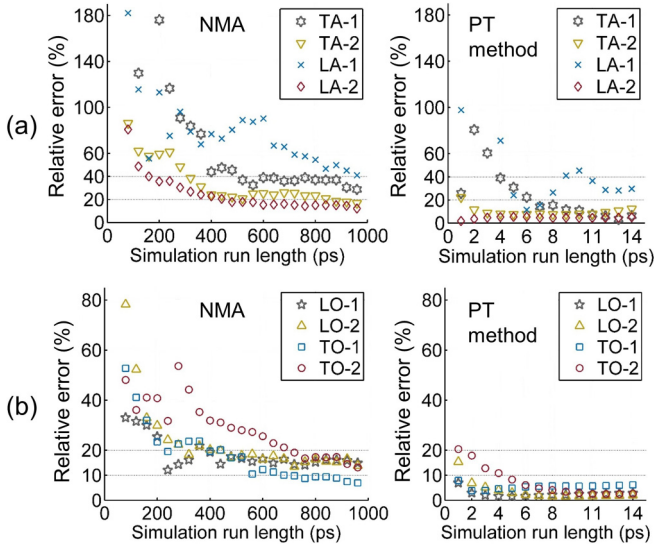 (a)
NMA
Relative error (%)
180
140
100
60
40
20
0
0
200
400
600
800
1000
Simulation run length (ps)
TA-1
TA-2
LA-1
LA-2
PT
method
Relative error (%)
180
140
100
60
40
20
0
0
2
4
6
8
11
14
Simulation run length (ps)
TA-1
TA-2
LA-1
LA-2
(b)
NMA
Relative error (%)
80
60
40
20
10
0
0
200
400
600
800
1000
Simulation run length (ps)
LO-1
LO-2
TO-1
TO-2
PT
method
Relative error (%)
80
60
40
20
10
0
0
2
4
6
8
11
14
Simulation run length (ps)
LO-1
LO-2
TO-1
TO-2